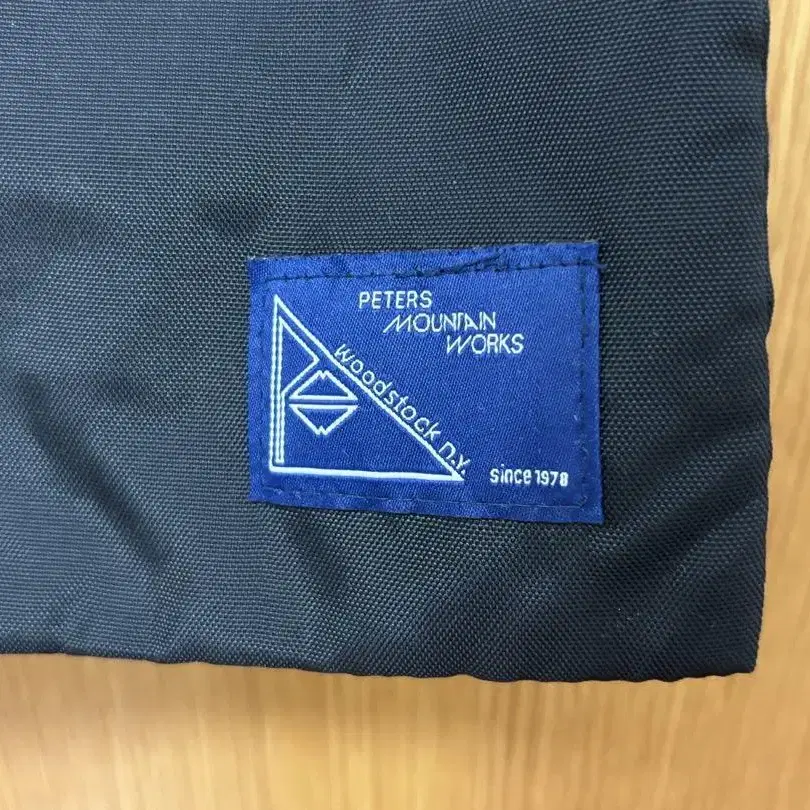 PETERS
MOUNTAIN
WORKS
woodstock n.y.
since 1978